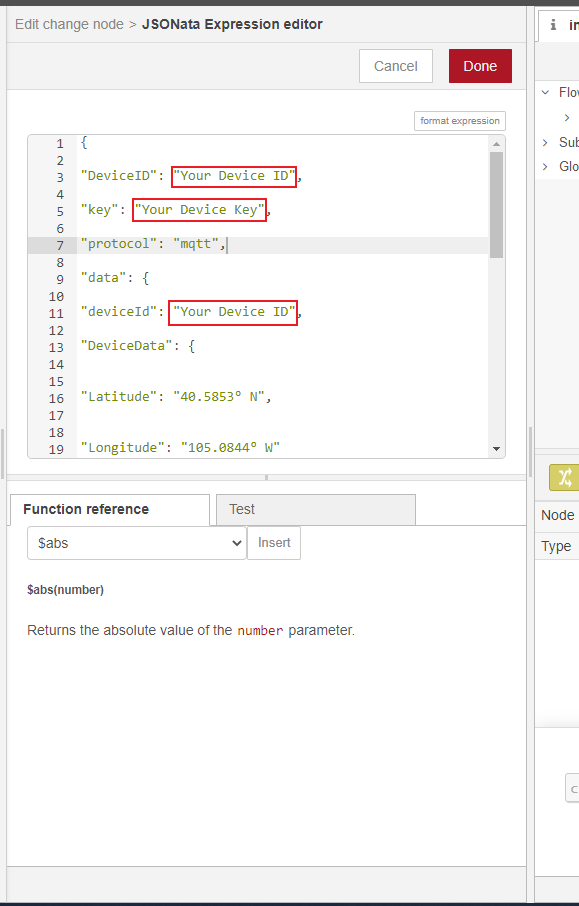 Edit change node > JSONata Expression editor
Cancel
Done
format expression
1 {
2
3 "DeviceID": "Your Device ID",
4
5 "key": "Your Device Key",
6
7 "protocol": "mqtt",
8
9 "data": {
10
11 "deviceId": "Your Device ID",
12
13 "DeviceData": {
14
15
16 "Latitude": "40.5853° N",
17
18
19 "Longitude": "105.0844° W"
Function reference
Test
$abs
Insert
$abs(number)
Returns the absolute value of the number parameter.
i in
Flo
Sub
Glo
Node
Type
c